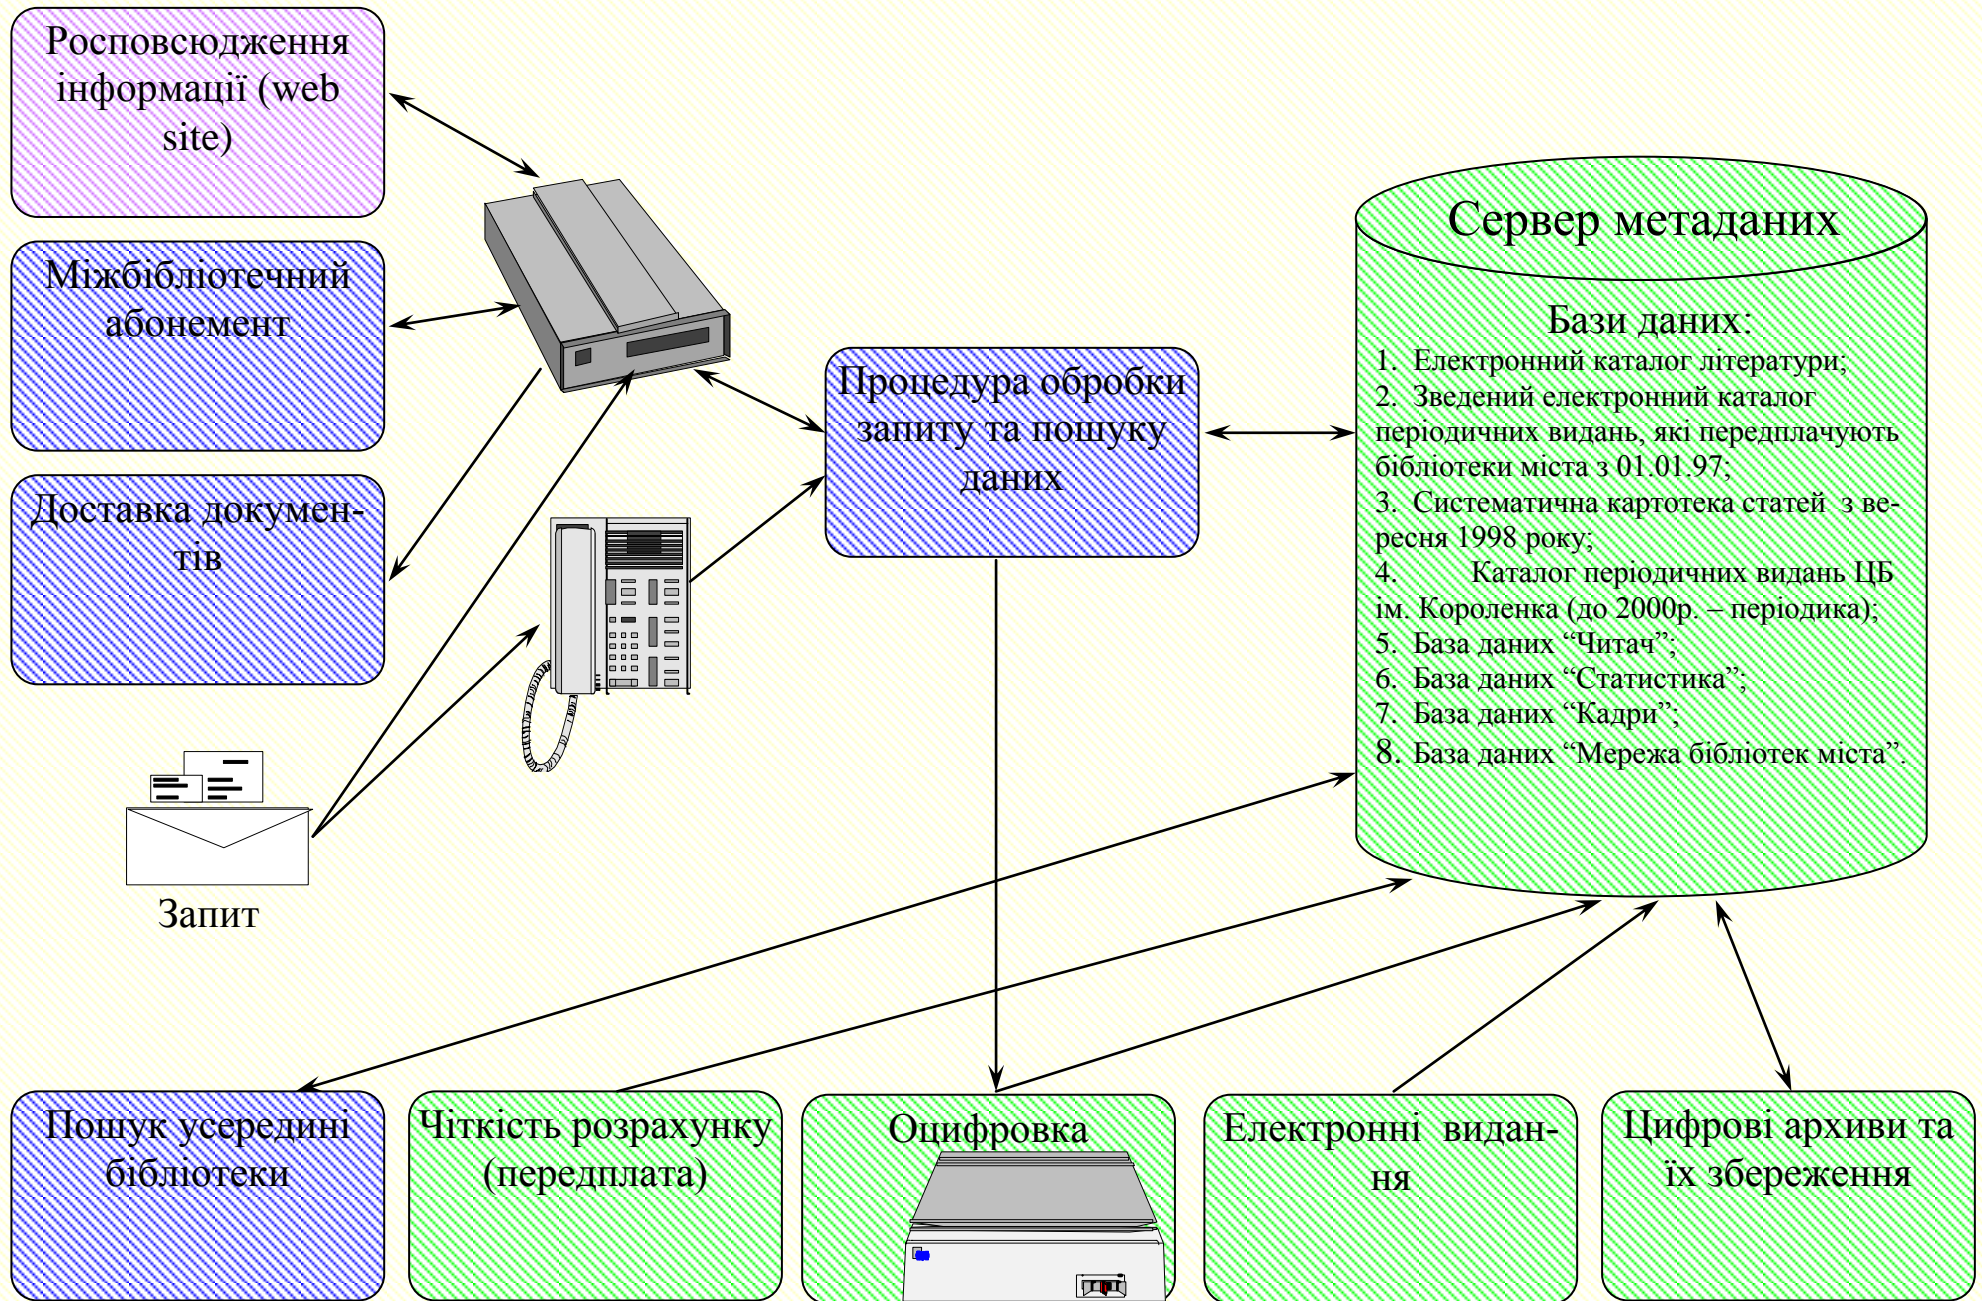 Росповсюдження
інформації (web
site)
Міжбібліотечний
абонемент
Доставка докумен-
тів
Запит
Процедура обробки
запиту та пошуку
даних
Сервер метаданих
Бази даних:
1. Електронний каталог літератури;
2. Зведений електронний каталог
періодичних видань, які передплачують
бібліотеки міста з 01.01.97;
3. Систематична картотека статей з ве-
ресня 1998 року;
4. Каталог періодичних видань ЦБ
ім. Короленка (до 2000р. – періодика);
5. База даних “Читач”;
6. База даних “Статистика”;
7. База даних “Кадри”;
8. База даних “Мережа бібліотек міста”.
Пошук усередині
бібліотеки
Чіткість розрахунку
(передплата)
Оцифровка
Електронні видан-
ня
Цифрові архиви та
їх збереження